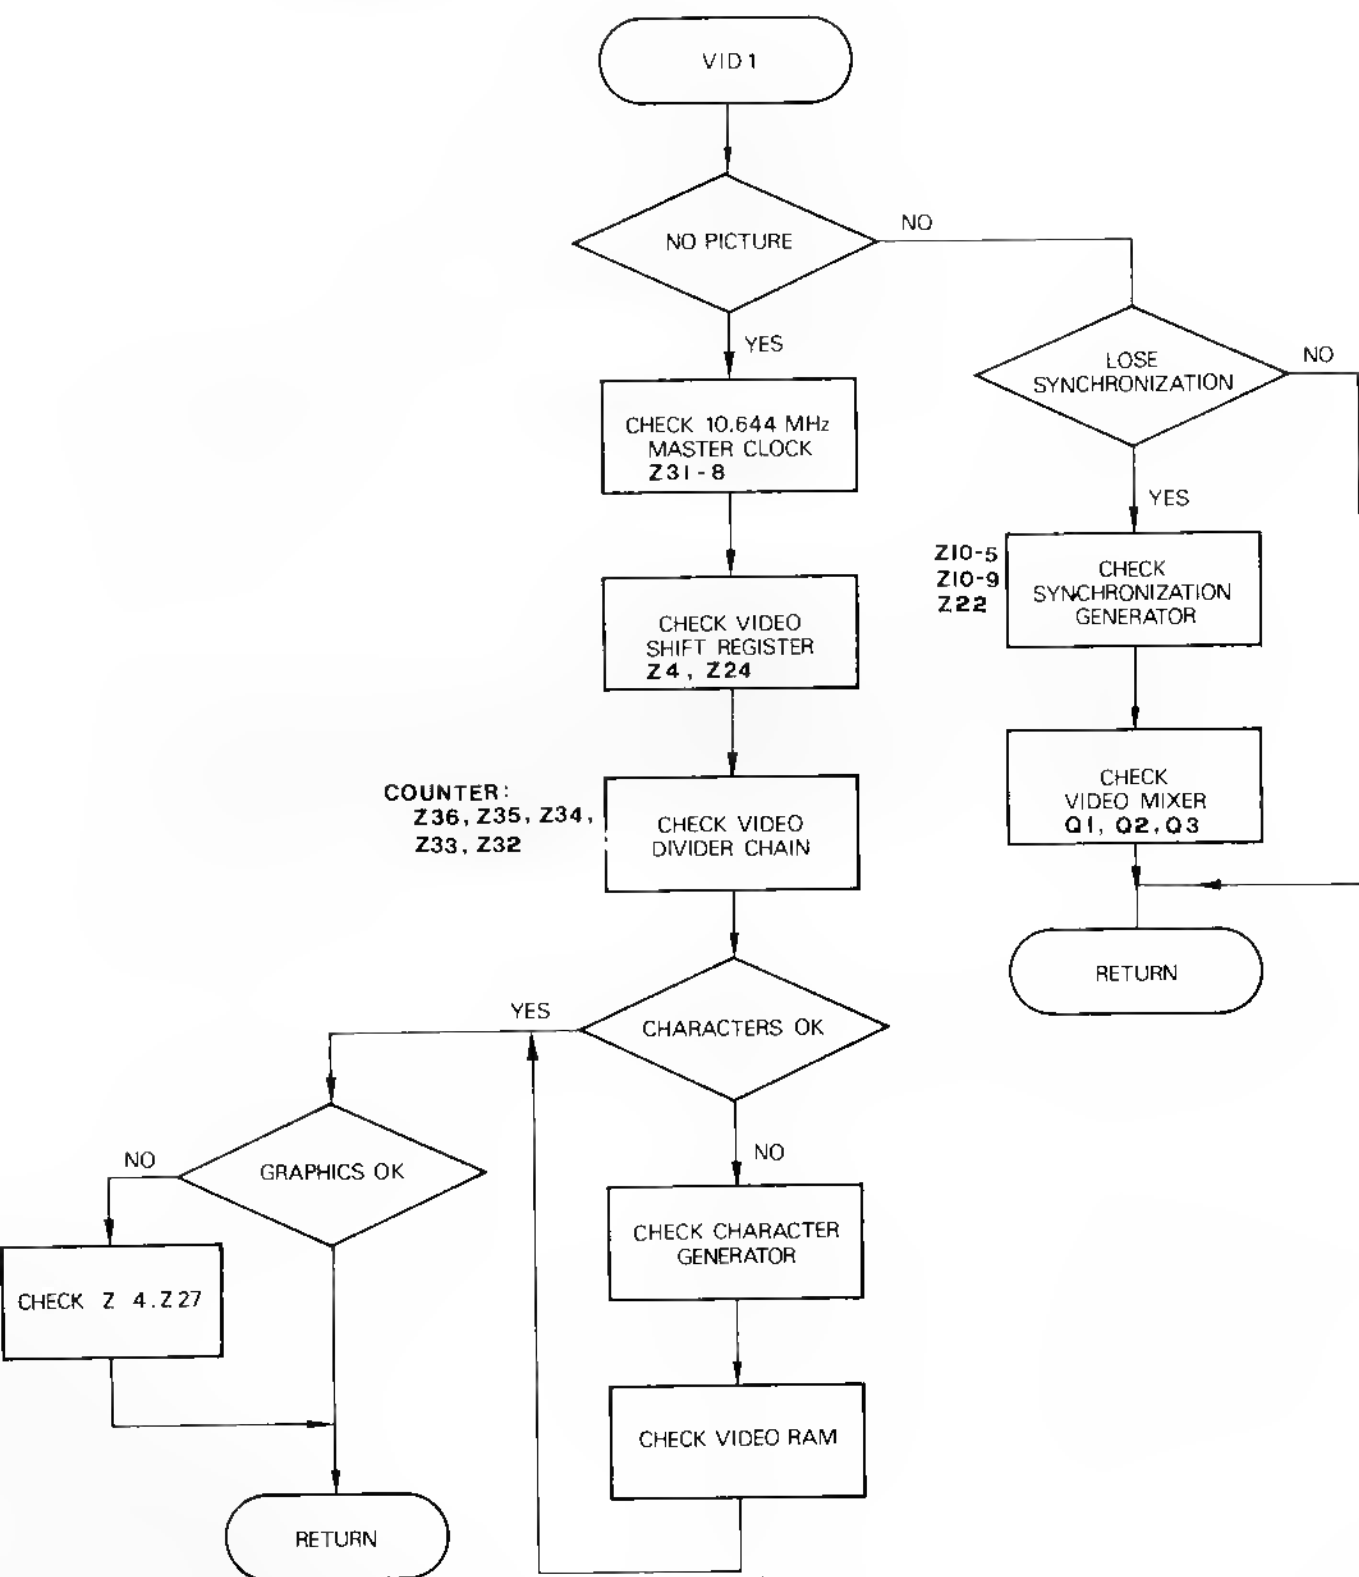 VID 1
NO PICTURE
NO
YES
LOSE
SYNCHRONIZATION
NO
CHECK 10.644 MHz
MASTER CLOCK
Z31-8
YES
Z10-5
Z10-9
Z22
CHECK
SYNCHRONIZATION
GENERATOR
CHECK VIDEO
SHIFT REGISTER
Z4, Z24
CHECK
VIDEO MIXER
Q1, Q2, Q3
COUNTER:
Z36, Z35, Z34,
Z33, Z32
CHECK VIDEO
DIVIDER CHAIN
RETURN
YES
CHARACTERS OK
NO
NO
GRAPHICS OK
CHECK CHARACTER
GENERATOR
CHECK Z 4.Z27
CHECK VIDEO RAM
RETURN